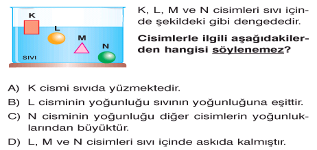 K
L
M
N
SIVI
K, L, M ve N cisimleri sıvı için-
de şekildeki gibi dengededir.
Cisimlerle ilgili aşağıdakiler-
den hangisi söylenemez?
A) K cismi sıvıda yüzmektedir.
B) L cisminin yoğunluğu sıvının yoğunluğuna eşittir.
C) N cisminin yoğunluğu diğer cisimlerin yoğunluk-
larından büyüktür.
D) L, M ve N cisimleri sıvı içinde askıda kalmıştır.